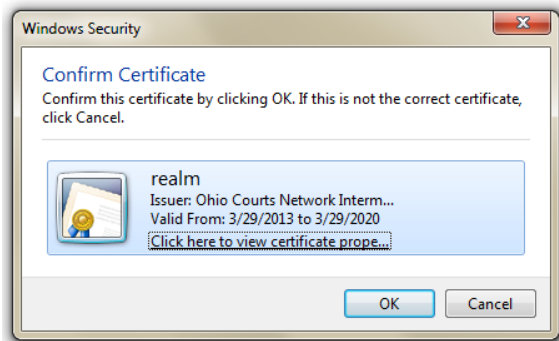 Windows Security
Confirm Certificate
Confirm this certificate by clicking OK. If this is not the correct certificate,
click Cancel.
realm
Issuer: Ohio Courts Network Interm...
Valid From: 3/29/2013 to 3/29/2020
Click here to view certificate prope...
OK Cancel